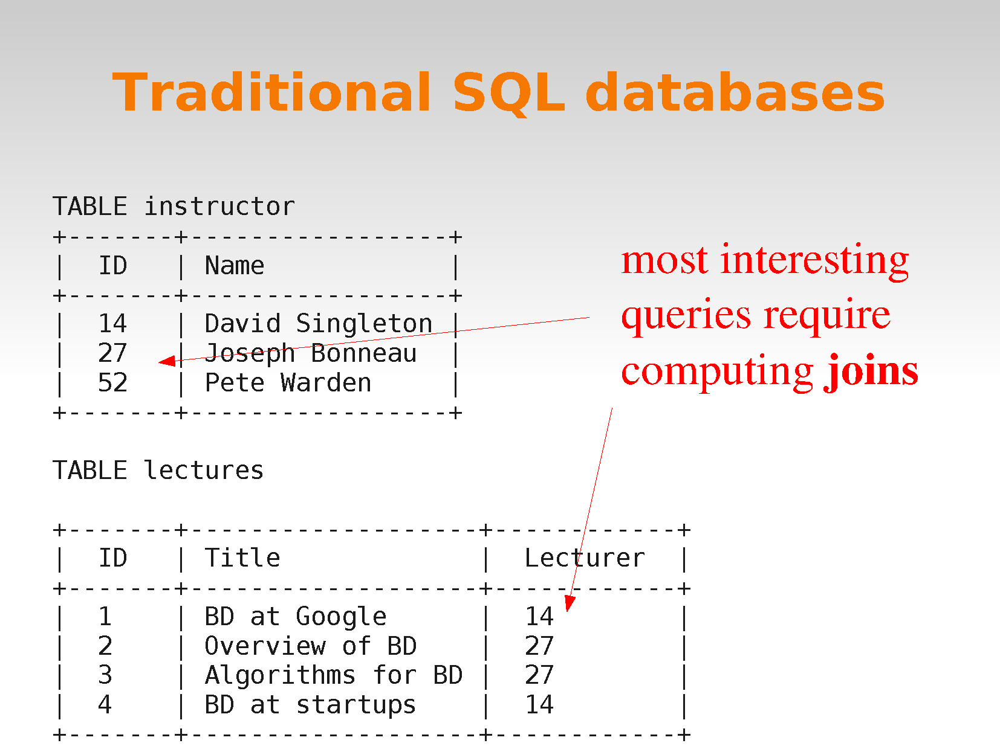 Traditional SQL databases
TABLE instructor
+-------+-----------------+
|  ID   | Name            |
+-------+-----------------+
|  14   | David Singleton |
|  27   | Joseph Bonneau  |
|  52   | Pete Warden     |
+-------+-----------------+
most interesting
queries require
computing joins
TABLE lectures
+-------+-------------------+------------+
|  ID   | Title             |  Lecturer  |
+-------+-------------------+------------+
|  1    | BD at Google      |  14        |
|  2    | Overview of BD    |  27        |
|  3    | Algorithms for BD |  27        |
|  4    | BD at startups    |  14        |
+-------+-------------------+------------+